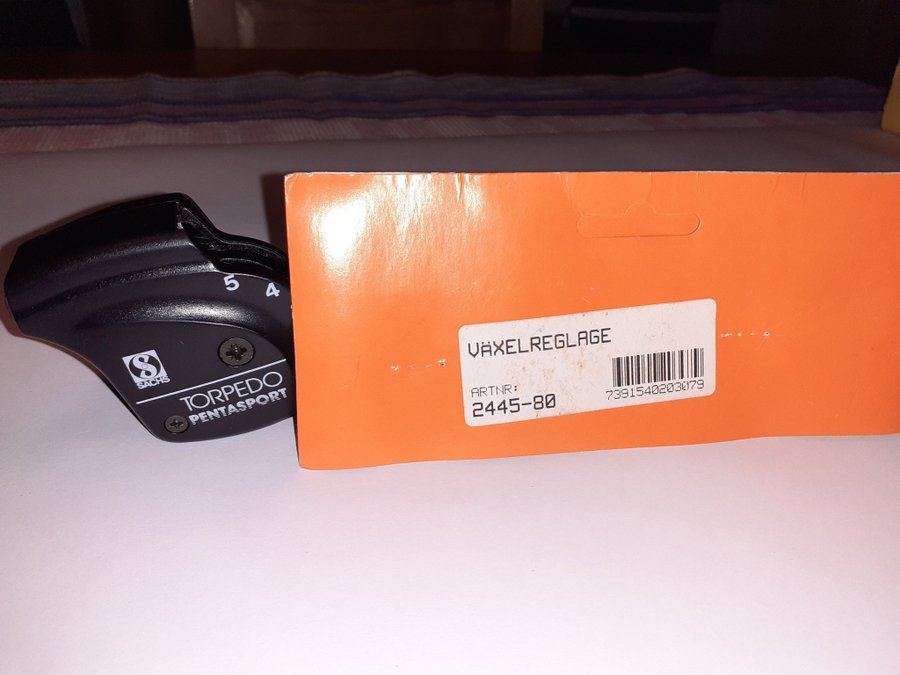 5 4
S
SACHS
TORPEDO
PENTASPORT
VÄXELREGLAGE
ARTNR:
2445-80
7391540203079